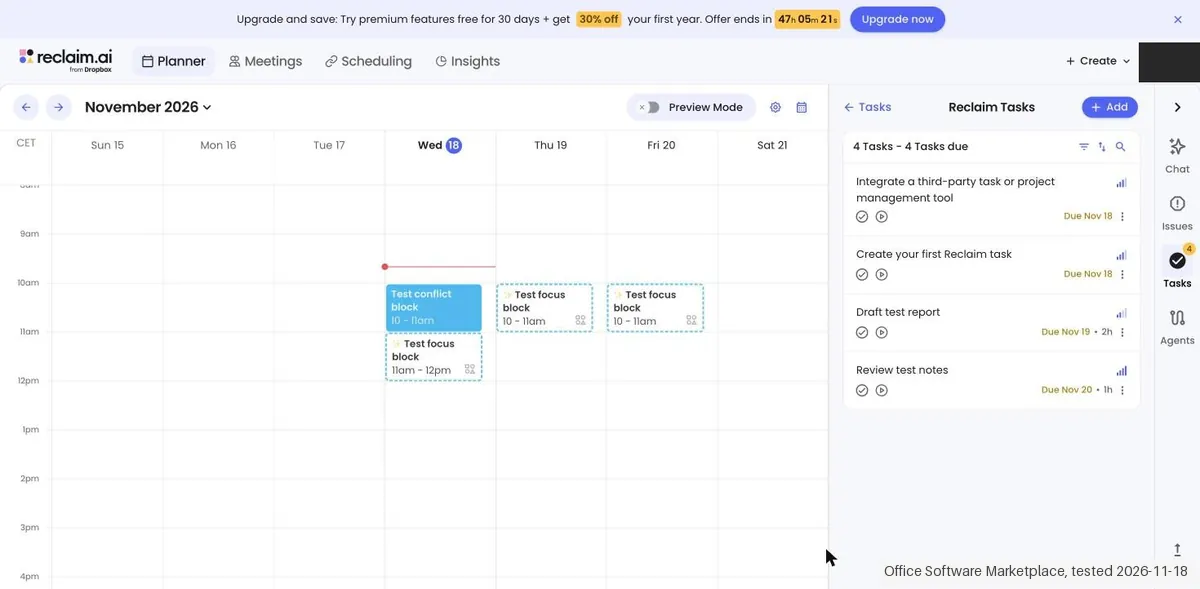 Upgrade and save: Try premium features free for 30 days + get 30% off your first year. Offer ends in 47h 05m 21s Upgrade now
reclaim.ai
from Dropbox
Planner
Meetings
Scheduling
Insights
+ Create
November 2026
Preview Mode
CET
Sun 15
Mon 16
Tue 17
Wed 18
Thu 19
Fri 20
Sat 21
9am
10am
11am
12pm
1pm
2pm
3pm
4pm
Test conflict
block
10 - 11am
Test focus
block
11am - 12pm
Test focus
block
10 - 11am
Test focus
block
10 - 11am
Tasks
Reclaim Tasks
+ Add
4 Tasks - 4 Tasks due
Integrate a third-party task or project
management tool
Due Nov 18
Create your first Reclaim task
Due Nov 18
Draft test report
Due Nov 19 • 2h
Review test notes
Due Nov 20 • 1h
Chat
Issues
4
Tasks
Agents
Office Software Marketplace, tested 2026-11-18